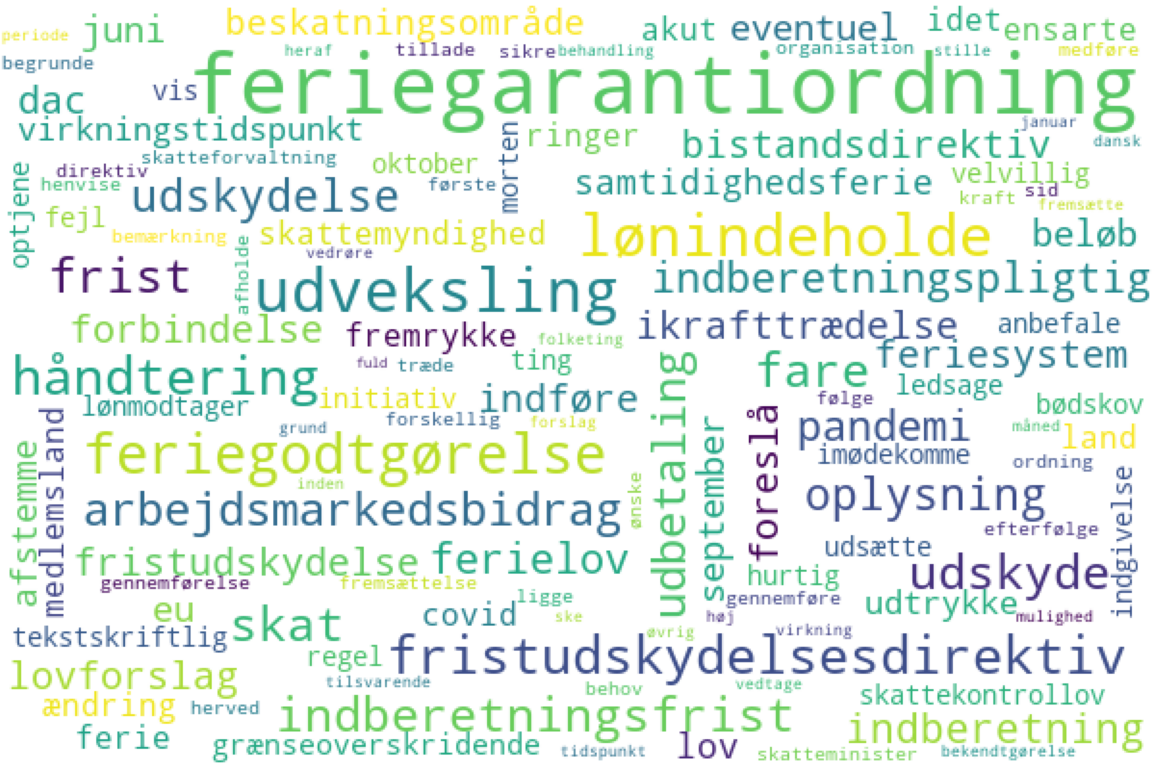 periode juni beskatningsområde akut eventuel idet ensarte
begrunde heraf tillade sikre behandling organisation stille medføre
dac vis feriegarantiordning
virkningstidspunkt ringer bistandsdirektiv januar dansk
direktiv skatteforvaltning oktober morten samtidighedsferie velvillig
optjene henvise udskydelse første kraft sid fremsætte
fejl bemærkning skattemyndighed lønindeholde beløb
frist afholde vedrøre udveksling indberetningspligtig
forbindelse fremrykke folketing ikrafttrædelse anbefale
håndtering fuld træde ting fare feriesystem
lønmodtager initiativ indføre udbetaling følge ledsage bødskov
medlemsland grund forskellig forslag september foreslå pandemi måned land
afstemme feriegodtgørelse imødekomme ordning
arbejdsmarkedsbidrag inden ønske oplysning indgivelse
fristudskydelse ferielov udsætte efterfølge
gennemførelse fremsættelse hurtig udskyde
eu skat covid ligge ske gennemføre udtrykke mulighed
tekstskriftlig regel øvrig høj virkning
lovforslag tilsvarende fristudskydelsesdirektiv
ændring herved indberetningsfrist behov vedtage skattekontrollov
ferie grænseoverskridende tidspunkt lov skatteminister indberetning bekendtgørelse